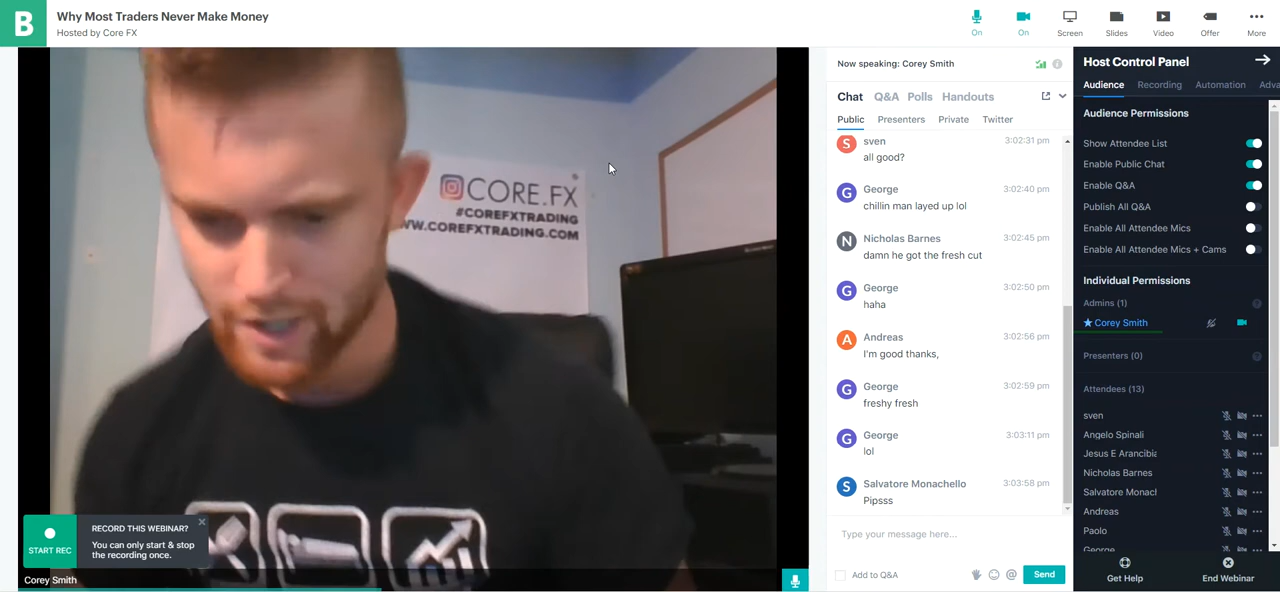 B
Why Most Traders Never Make Money
Hosted by Core FX
On
On
Screen
Slides
Video
Offer
More
CORE.FX
#COREFXTRADING
WWW.COREFXTRADING.COM
START REC
RECORD THIS WEBINAR?
You can only start & stop
the recording once.
Corey Smith
Now speaking: Corey Smith
Chat Q&A Polls Handouts
Public Presenters Private Twitter
S sven 3:02:31 pm
all good?
G George 3:02:40 pm
chillin man layed up lol
N Nicholas Barnes 3:02:45 pm
damn he got the fresh cut
G George 3:02:50 pm
haha
A Andreas 3:02:56 pm
I'm good thanks,
G George 3:02:59 pm
freshy fresh
G George 3:03:11 pm
lol
S Salvatore Monachello 3:03:58 pm
Pipsss
Type your message here...
Add to Q&A
@
Send
Host Control Panel
Audience Recording Automation Adva
Audience Permissions
Show Attendee List
Enable Public Chat
Enable Q&A
Publish All Q&A
Enable All Attendee Mics
Enable All Attendee Mics + Cams
Individual Permissions
Admins (1)
Corey Smith
Presenters (0)
Attendees (13)
sven
Angelo Spinali
Jesus E Arancibia
Nicholas Barnes
Salvatore Monacl
Andreas
Paolo
George
Get Help
End Webinar